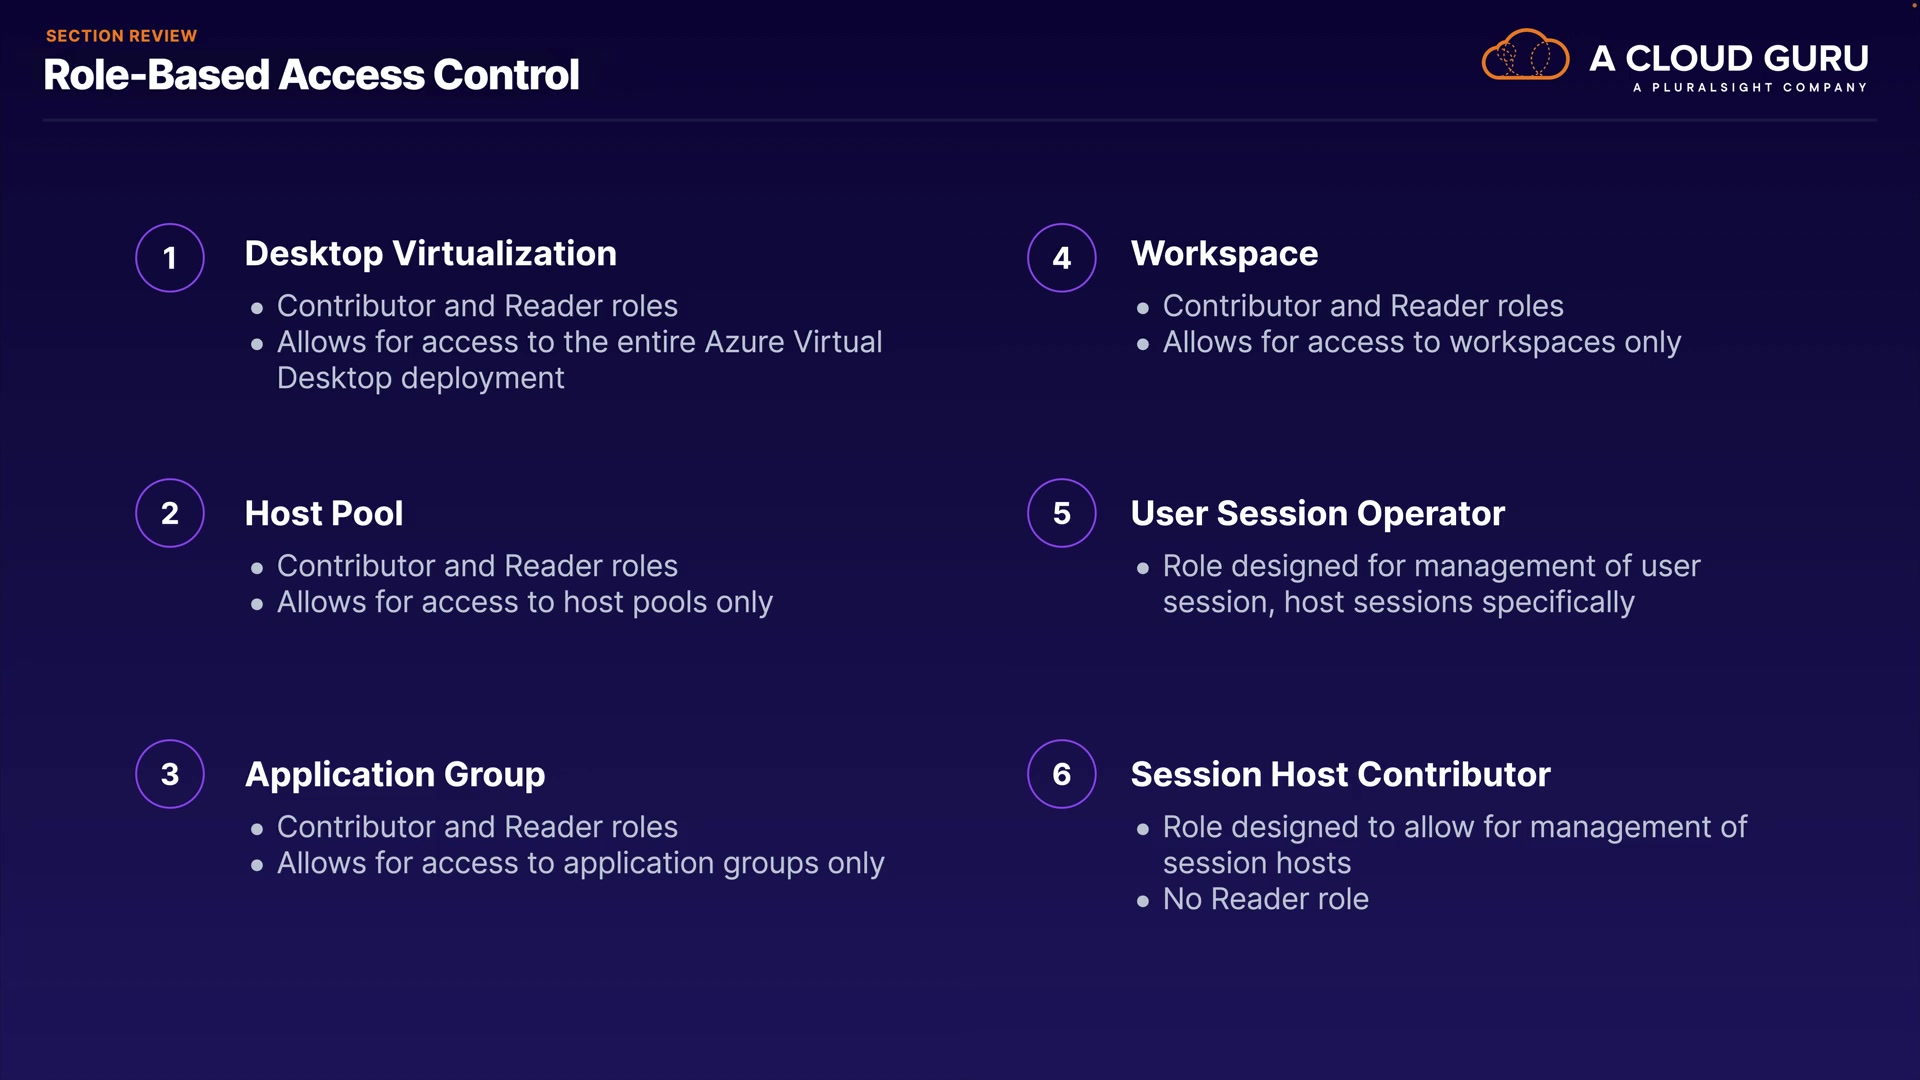 SECTION REVIEW
Role-Based Access Control
A CLOUD GURU
A PLURALSIGHT COMPANY
1
Desktop Virtualization
● Contributor and Reader roles
● Allows for access to the entire Azure Virtual
Desktop deployment
2
Host Pool
● Contributor and Reader roles
● Allows for access to host pools only
3
Application Group
● Contributor and Reader roles
● Allows for access to application groups only
4
Workspace
● Contributor and Reader roles
● Allows for access to workspaces only
5
User Session Operator
● Role designed for management of user
session, host sessions specifically
6
Session Host Contributor
● Role designed to allow for management of
session hosts
● No Reader role